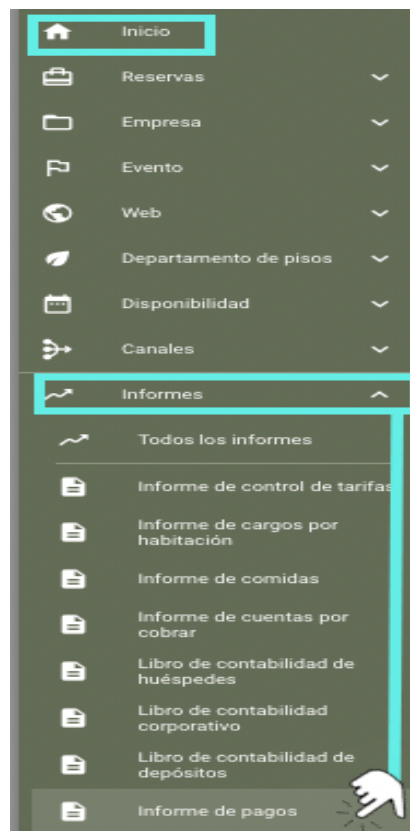 Inicio
Reservas
Empresa
Evento
Web
Departamento de pisos
Disponibilidad
Canales
Informes
Todos los informes
Informe de control de tarifas
Informe de cargos por
habitación
Informe de comidas
Informe de cuentas por
cobrar
Libro de contabilidad de
huéspedes
Libro de contabilidad
corporativo
Libro de contabilidad de
depósitos
Informe de pagos